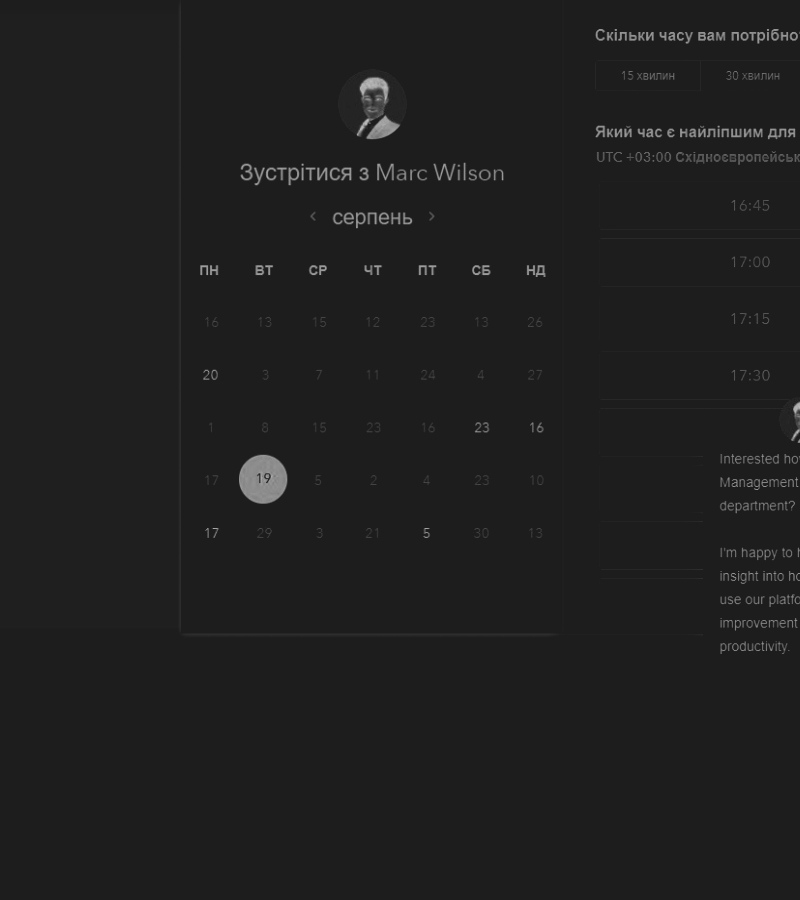 Зустрітися з Marc Wilson
серпень
ПН ВТ СР ЧТ ПТ СБ НД
16 13 15 12 23 13 26
20 3 7 11 24 4 27
1 8 15 23 16 23 16
17 19 5 2 4 23 10
17 29 3 21 5 30 13
Скільки часу вам потрібно
15 хвилин 30 хвилин
Який час є найліпшим для
UTC +03:00 Східноєвропейськ
16:45
17:00
17:15
17:30
Interested ho
Management
department?
I'm happy to h
insight into ho
use our platfo
improvement
productivity.